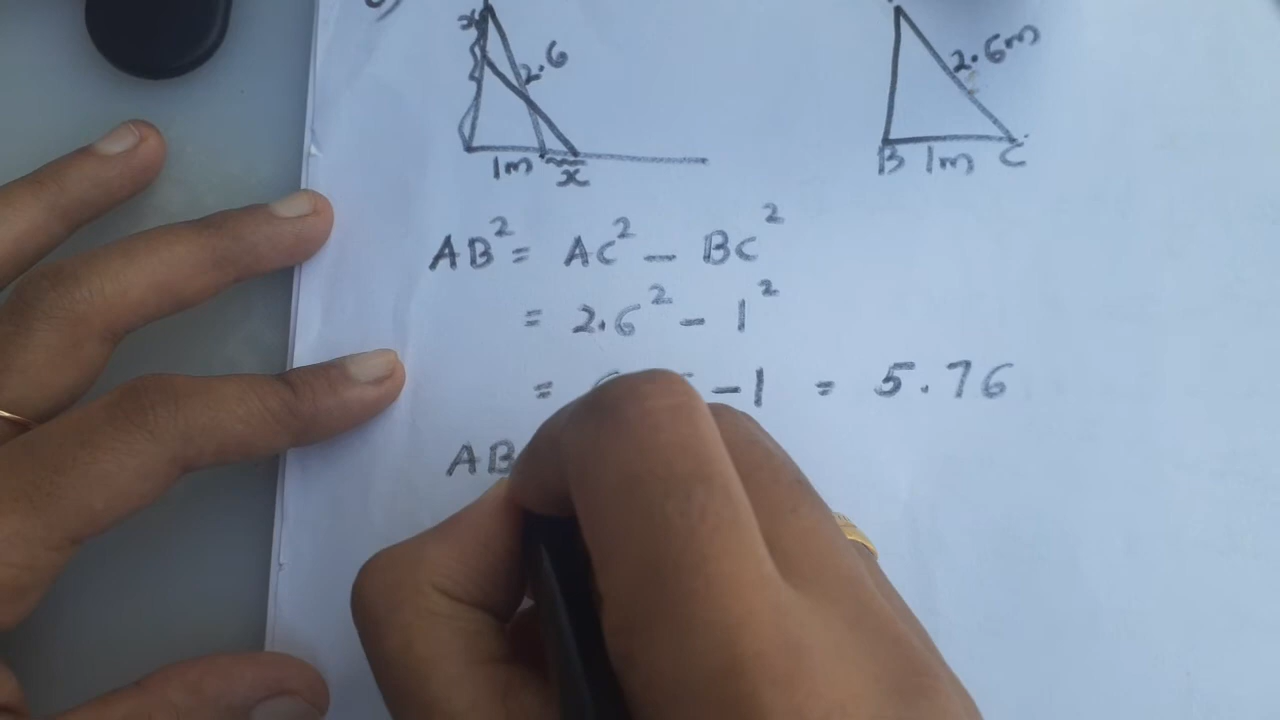 x
2.6
1m
x
2.6m
B 1m C
AB² = AC² - BC²
= 2.6² - 1²
= -1 = 5.76
AB